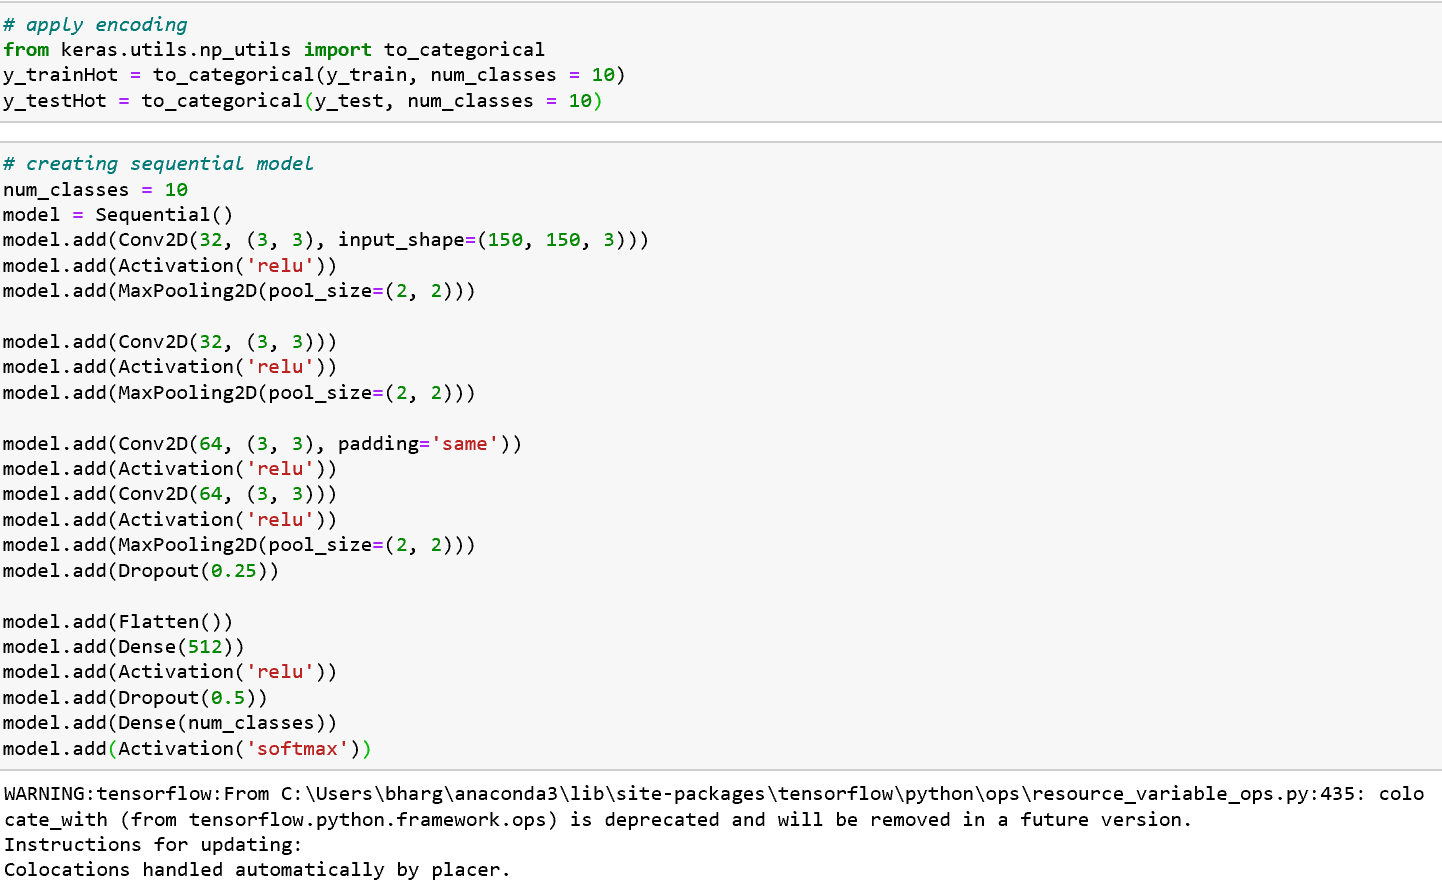 # apply encoding
from keras.utils.np_utils import to_categorical
y_trainHot = to_categorical(y_train, num_classes = 10)
y_testHot = to_categorical(y_test, num_classes = 10)
# creating sequential model
num_classes = 10
model = Sequential()
model.add(Conv2D(32, (3, 3), input_shape=(150, 150, 3)))
model.add(Activation('relu'))
model.add(MaxPooling2D(pool_size=(2, 2)))
model.add(Conv2D(32, (3, 3)))
model.add(Activation('relu'))
model.add(MaxPooling2D(pool_size=(2, 2)))
model.add(Conv2D(64, (3, 3), padding='same'))
model.add(Activation('relu'))
model.add(Conv2D(64, (3, 3)))
model.add(Activation('relu'))
model.add(MaxPooling2D(pool_size=(2, 2)))
model.add(Dropout(0.25))
model.add(Flatten())
model.add(Dense(512))
model.add(Activation('relu'))
model.add(Dropout(0.5))
model.add(Dense(num_classes))
model.add(Activation('softmax'))
WARNING:tensorflow:From C:\Users\bharg\anaconda3\lib\site-packages\tensorflow\python\ops\resource_variable_ops.py:435: colo
cate_with (from tensorflow.python.framework.ops) is deprecated and will be removed in a future version.
Instructions for updating:
Colocations handled automatically by placer.